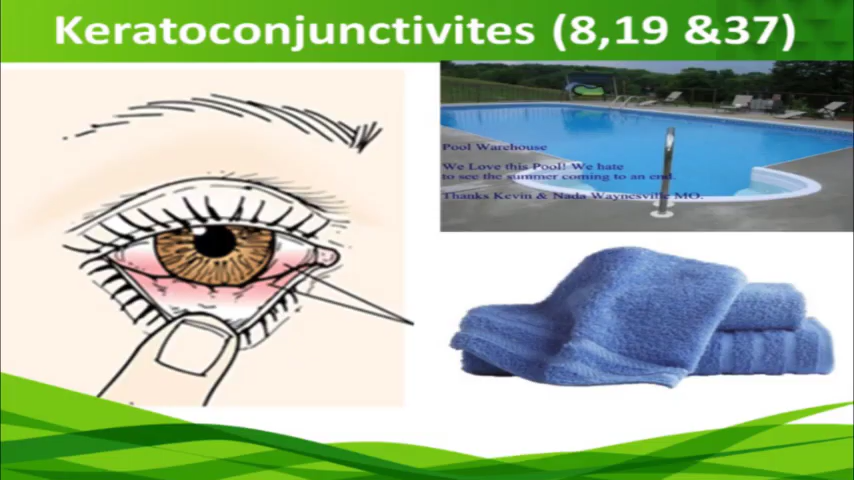 Keratoconjunctivites (8,19 &37)
Pool Warehouse
We Love this Pool! We hate
to see the summer coming to an end.
Thanks Kevin & Nada Waynesville MO.